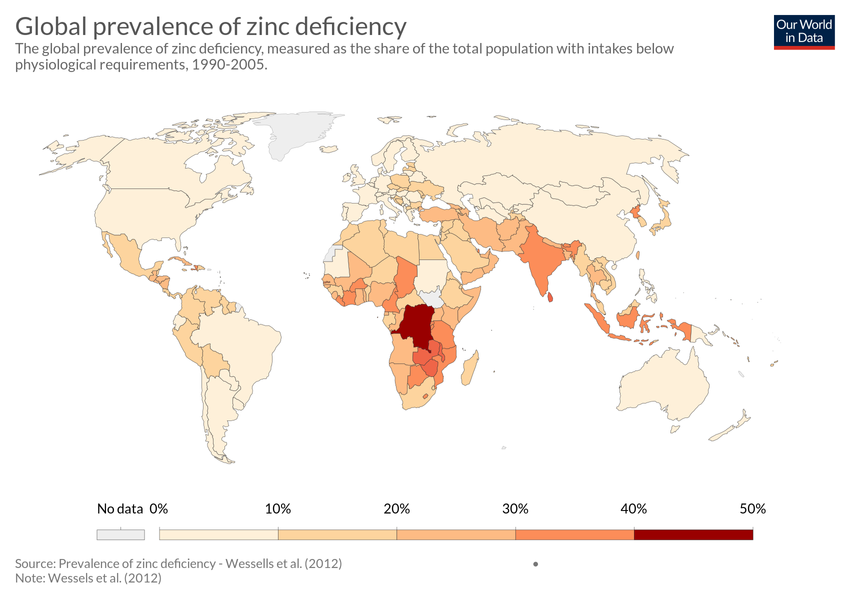 Global prevalence of zinc deficiency
Our World
in Data
The global prevalence of zinc deficiency, measured as the share of the total population with intakes below
physiological requirements, 1990-2005.
No data 0% 10% 20% 30% 40% 50%
Source: Prevalence of zinc deficiency - Wessells et al. (2012)
Note: Wessels et al. (2012)